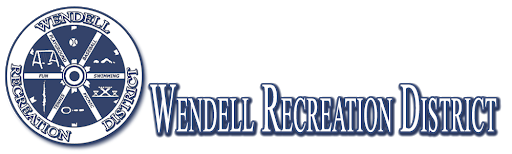 WENDELL
RECREATION
DISTRICT
FUN
SWIMMING
WENDELL RECREATION DISTRICT